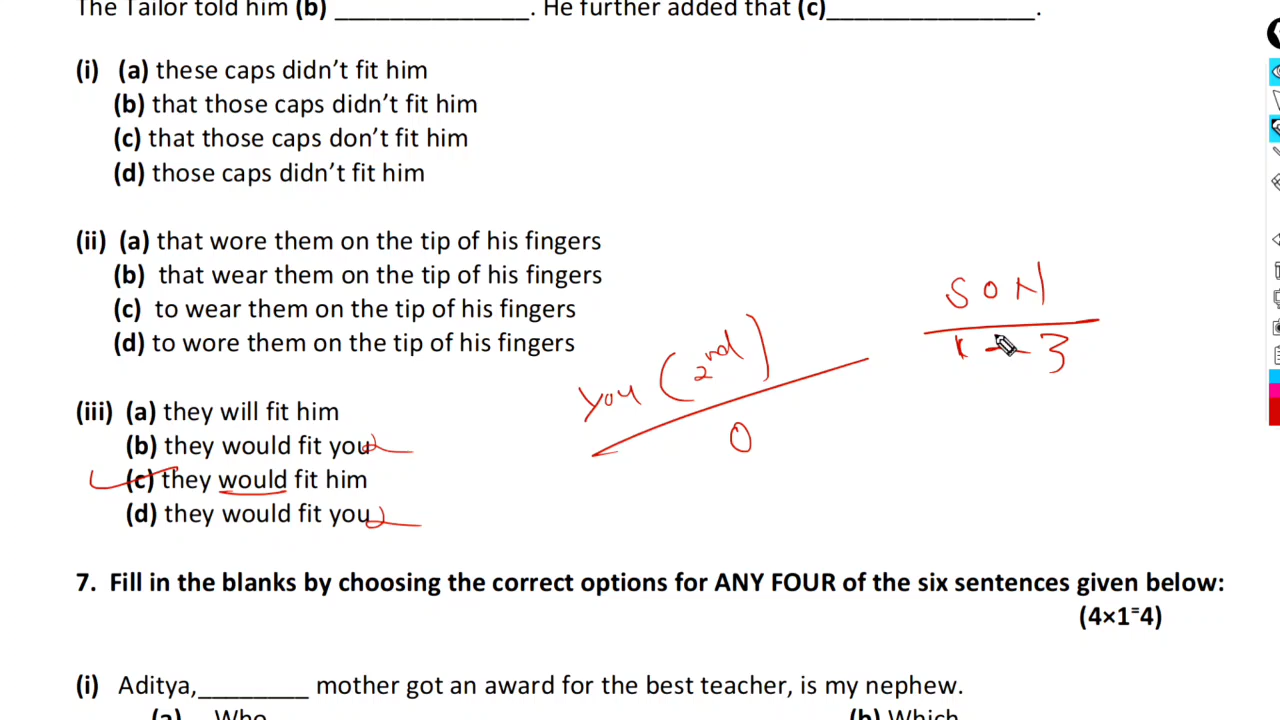 The Tailor told him (b) ______________. He further added that (c)_______________.
(i) (a) these caps didn't fit him
(b) that those caps didn't fit him
(c) that those caps don't fit him
(d) those caps didn't fit him
(ii) (a) that wore them on the tip of his fingers
(b) that wear them on the tip of his fingers
(c) to wear them on the tip of his fingers
(d) to wore them on the tip of his fingers
SON
1 2 3
you (2nd)
O
(iii) (a) they will fit him
(b) they would fit you
(c) they would fit him
(d) they would fit you
7. Fill in the blanks by choosing the correct options for ANY FOUR of the six sentences given below:
(4×1=4)
(i) Aditya,________ mother got an award for the best teacher, is my nephew.
(a) Who (b) Which